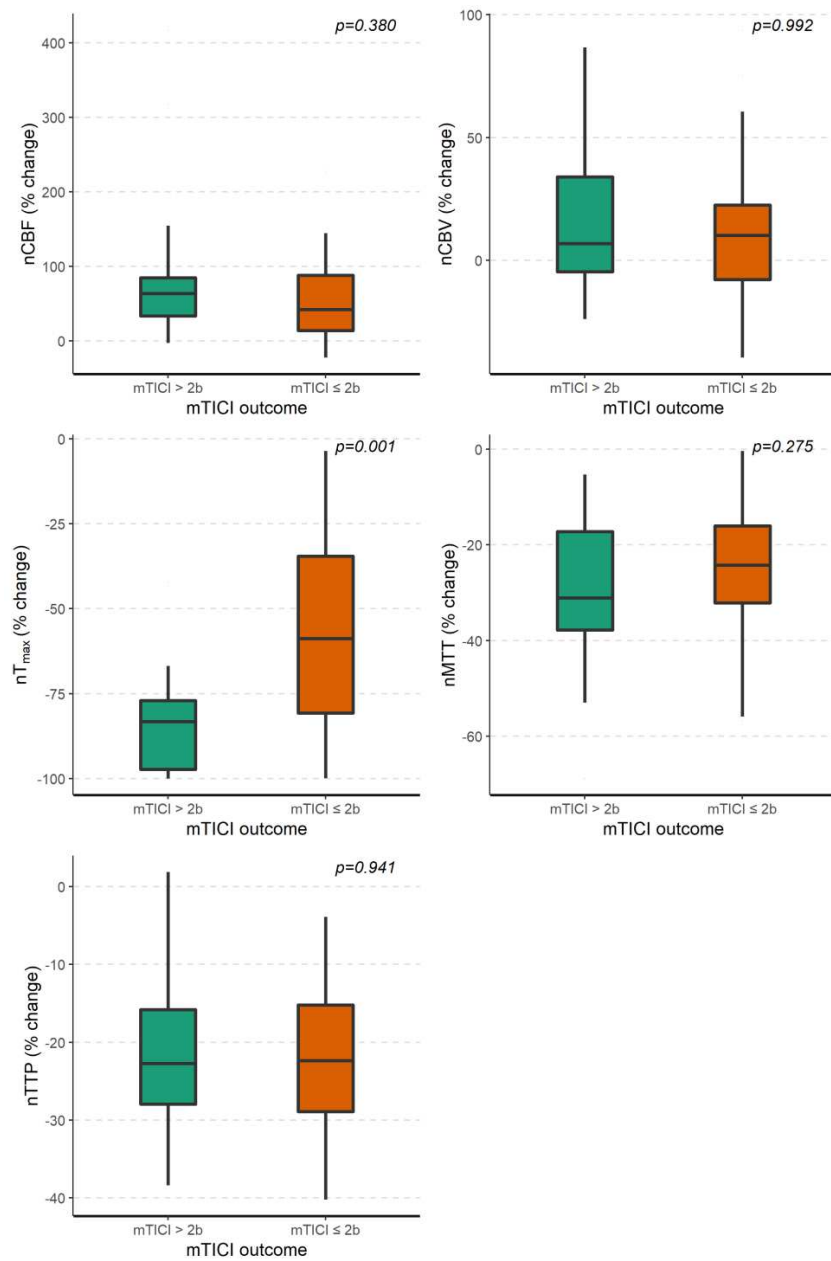 p=0.380
400
300
200
100
0
nCBF (% change)
mTICI > 2b
mTICI ≤ 2b
mTICI outcome
p=0.992
100
50
0
nCBV (% change)
mTICI > 2b
mTICI ≤ 2b
mTICI outcome
p=0.001
0
-25
-50
-75
-100
nTmax (% change)
mTICI > 2b
mTICI ≤ 2b
mTICI outcome
p=0.275
0
-20
-40
-60
nMTT (% change)
mTICI > 2b
mTICI ≤ 2b
mTICI outcome
p=0.941
0
-10
-20
-30
-40
nTTP (% change)
mTICI > 2b
mTICI ≤ 2b
mTICI outcome